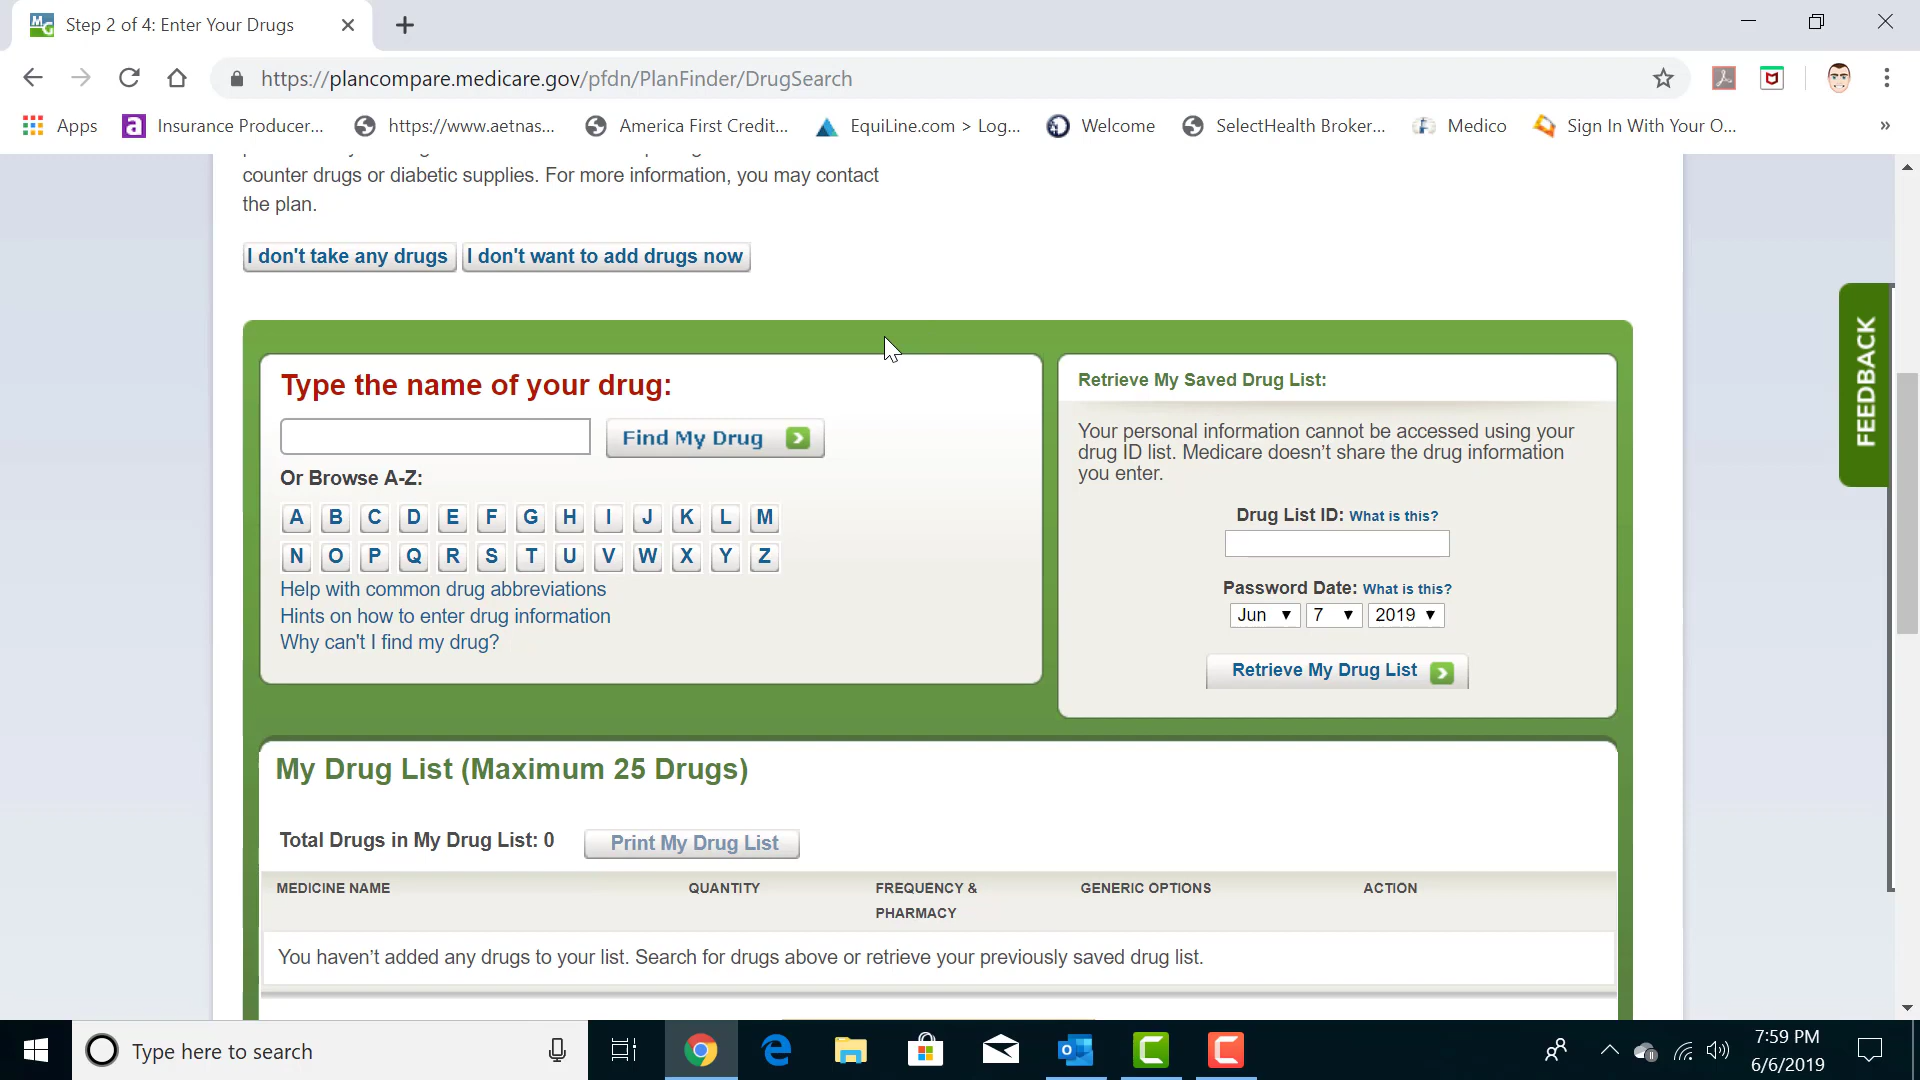 Step 2 of 4: Enter Your Drugs
https://plancompare.medicare.gov/pfdn/PlanFinder/DrugSearch
Apps
Insurance Producer...
https://www.aetnas...
America First Credit...
EquiLine.com > Log...
Welcome
SelectHealth Broker...
Medico
Sign In With Your O...
»
counter drugs or diabetic supplies. For more information, you may contact
the plan.
I don't take any drugs
I don't want to add drugs now
FEEDBACK
Type the name of your drug:
Find My Drug
Or Browse A-Z:
A B C D E F G H I J K L M
N O P Q R S T U V W X Y Z
Help with common drug abbreviations
Hints on how to enter drug information
Why can't I find my drug?
Retrieve My Saved Drug List:
Your personal information cannot be accessed using your
drug ID list. Medicare doesn't share the drug information
you enter.
Drug List ID: What is this?
Password Date: What is this?
Jun 7 2019
Retrieve My Drug List
My Drug List (Maximum 25 Drugs)
Total Drugs in My Drug List: 0
Print My Drug List
MEDICINE NAME
QUANTITY
FREQUENCY &
PHARMACY
GENERIC OPTIONS
ACTION
You haven't added any drugs to your list. Search for drugs above or retrieve your previously saved drug list.
Type here to search
7:59 PM
6/6/2019